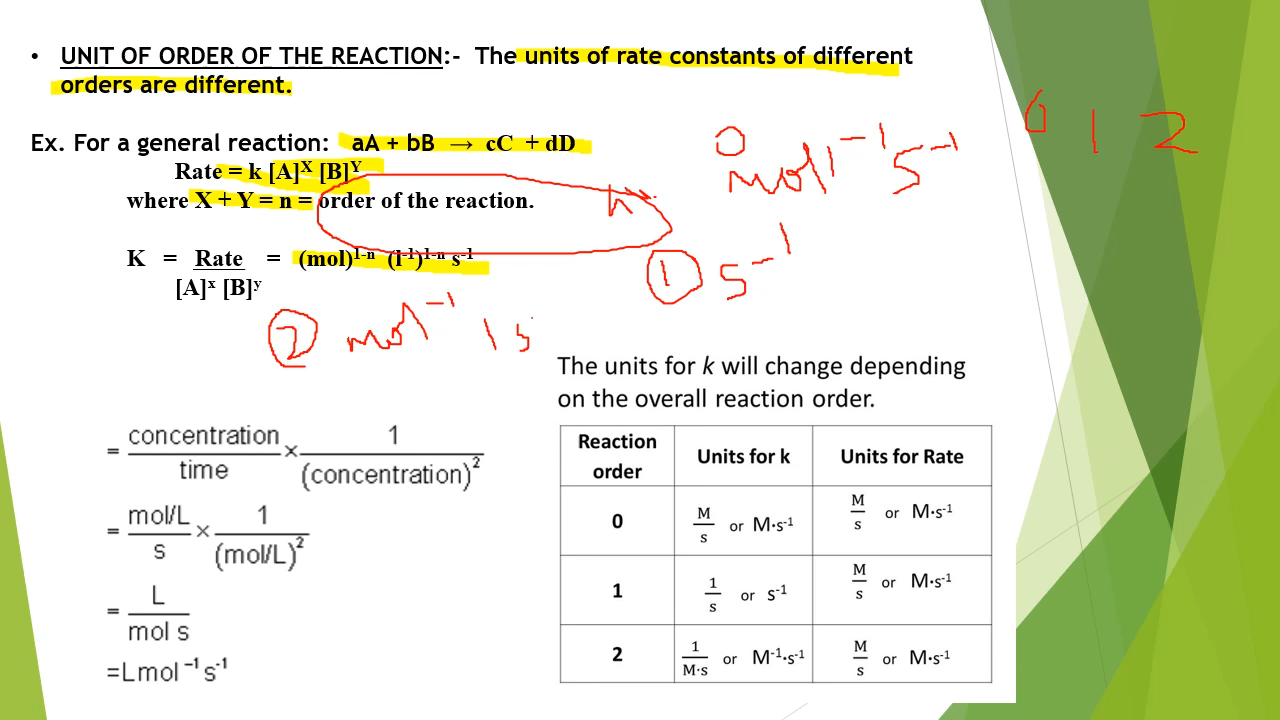 • UNIT OF ORDER OF THE REACTION:- The units of rate constants of different
orders are different.
0 1 2
Ex. For a general reaction: aA + bB → cC + dD
0
Rate = k [A]ˣ [B]ʸ
mol l⁻¹ s⁻¹
where X + Y = n = order of the reaction.
K = Rate = (mol)¹⁻ⁿ (l⁻¹)¹⁻ⁿ s⁻¹
[A]ˣ [B]ʸ
1 s⁻¹
2 mol⁻¹ l s
The units for k will change depending
on the overall reaction order.
= concentration/time × 1/(concentration)²
= mol/L/s × 1/(mol/L)²
= L/mol s
=Lmol⁻¹s⁻¹
Reaction order Units for k Units for Rate
0 M/s or M·s⁻¹ M/s or M·s⁻¹
1 1/s or s⁻¹ M/s or M·s⁻¹
2 1/M·s or M⁻¹·s⁻¹ M/s or M·s⁻¹